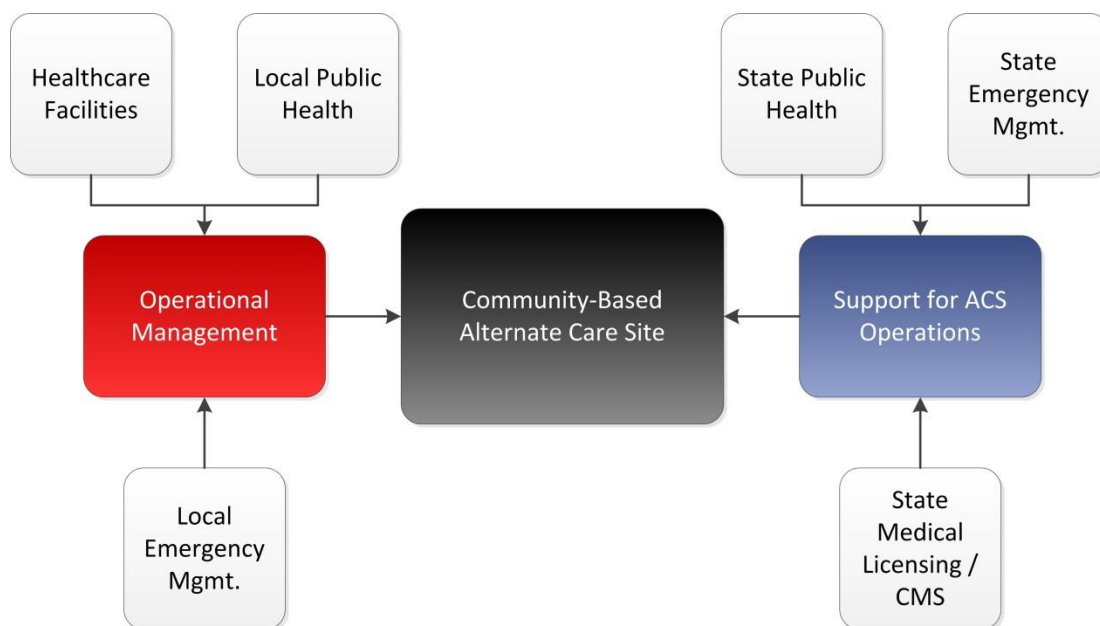 Healthcare
Facilities
Local Public
Health
State Public
Health
State
Emergency
Mgmt.
Operational
Management
Community-Based
Alternate Care Site
Support for ACS
Operations
Local
Emergency
Mgmt.
State
Medical
Licensing /
CMS